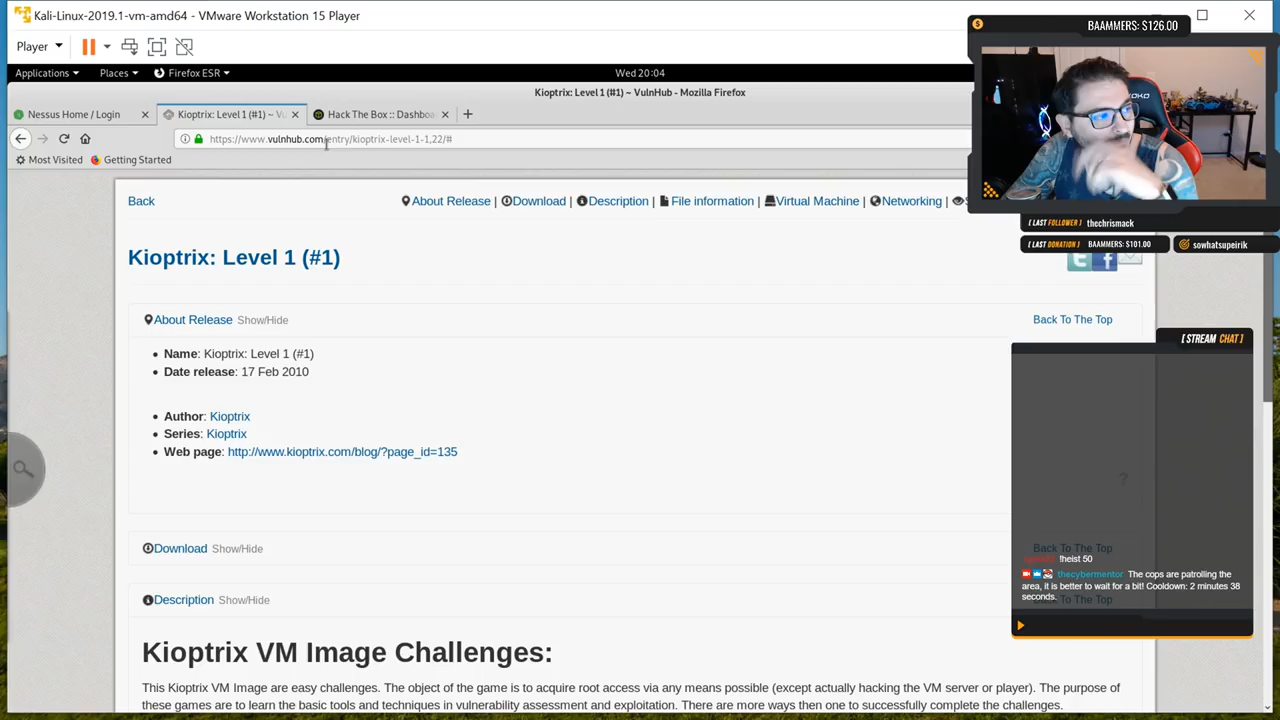 Kali-Linux-2019.1-vm-amd64 - VMware Workstation 15 Player
BAAMMERS: $126.00
Player
Applications Places Firefox ESR Wed 20:04
Kioptrix: Level 1 (#1) ~ VulnHub - Mozilla Firefox
Nessus Home / Login Kioptrix: Level 1 (#1) ~ Vu Hack The Box :: Dashboa
https://www.vulnhub.com/entry/kioptrix-level-1-1,22/#
Most Visited Getting Started
Back About Release | Download | Description | File information | Virtual Machine | Networking |
[ LAST FOLLOWER ] thechrismack
[ LAST DONATION ] BAAMMERS: $101.00 sowhatsupeirik
Kioptrix: Level 1 (#1)
About Release Show/Hide Back To The Top
[ STREAM CHAT ]
Name: Kioptrix: Level 1 (#1)
Date release: 17 Feb 2010
Author: Kioptrix
Series: Kioptrix
Web page: http://www.kioptrix.com/blog/?page_id=135
?
Download Show/Hide Back To The Top
!heist 50
thecybermentor The cops are patrolling the
area, it is better to wait for a bit! Cooldown: 2 minutes 38
seconds.
Description Show/Hide Back To The Top
Kioptrix VM Image Challenges:
This Kioptrix VM Image are easy challenges. The object of the game is to acquire root access via any means possible (except actually hacking the VM server or player). The purpose of
these games are to learn the basic tools and techniques in vulnerability assessment and exploitation. There are more ways then one to successfully complete the challenges.